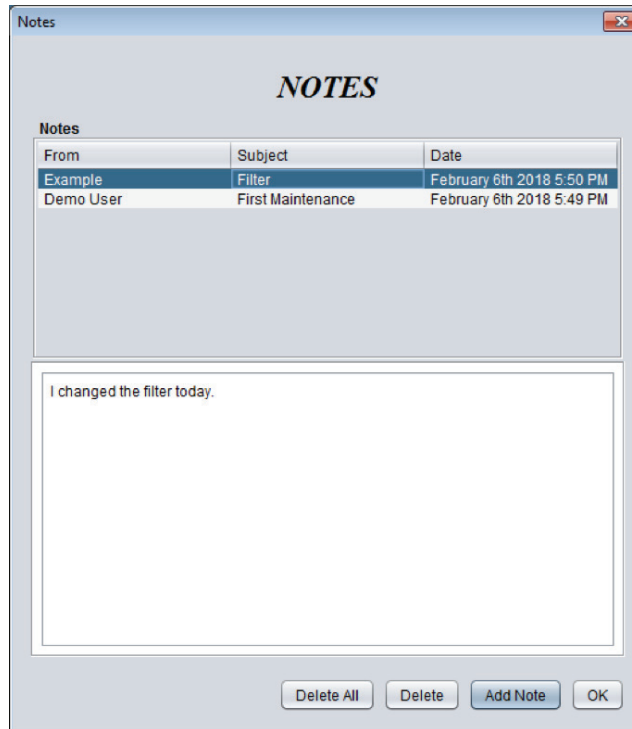 Notes
NOTES
Notes
From Subject Date
Example Filter February 6th 2018 5:50 PM
Demo User First Maintenance February 6th 2018 5:49 PM
I changed the filter today.
Delete All Delete Add Note OK